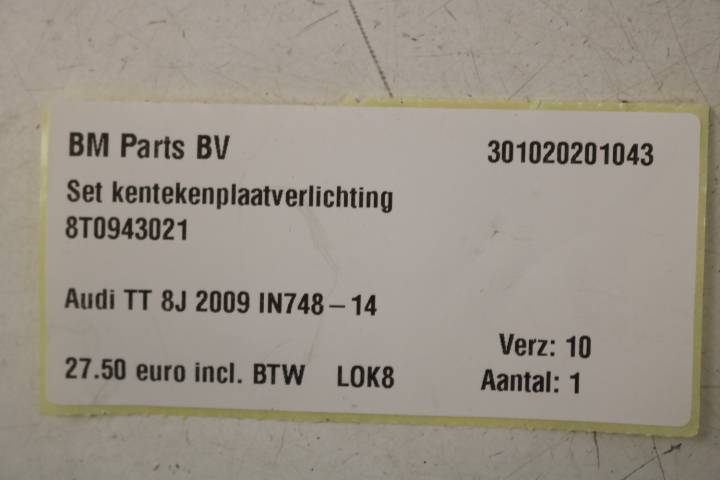 BM Parts BV 301020201043
Set kentekenplaatverlichting
8T0943021
Audi TT 8J 2009 IN748-14
Verz: 10
27.50 euro incl. BTW LOK8 Aantal: 1